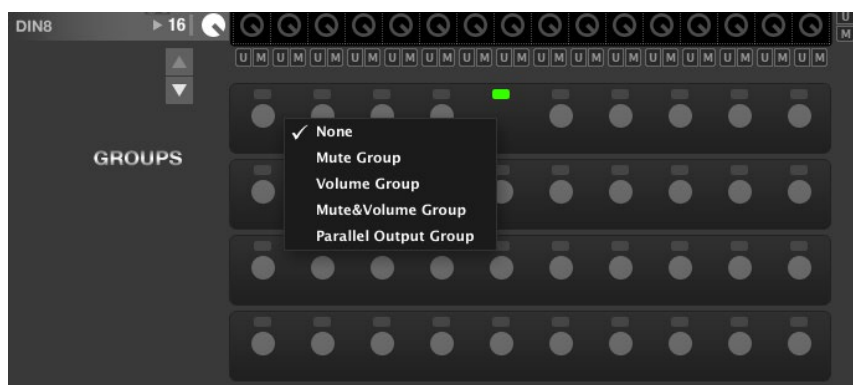 DIN8 ▶ 16
U
M
U M U M U M U M U M U M U M U M U M U M U M U M U M U M U M U M
✓ None
Mute Group
GROUPS
Volume Group
Mute&Volume Group
Parallel Output Group